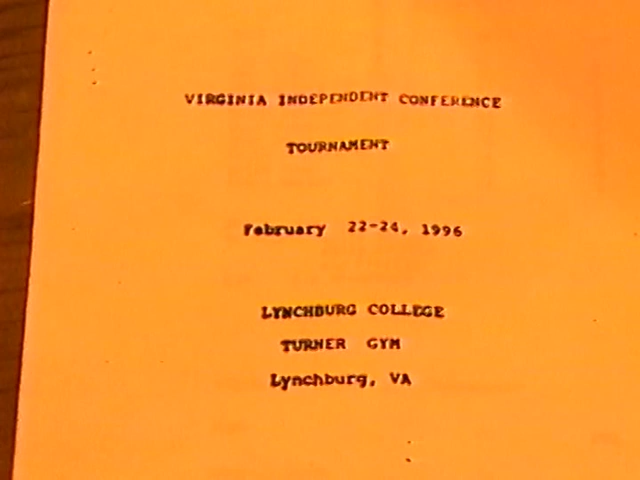 VIRGINIA INDEPENDENT CONFERENCE
TOURNAMENT
February 22-24, 1996
LYNCHBURG COLLEGE
TURNER GYM
Lynchburg, VA